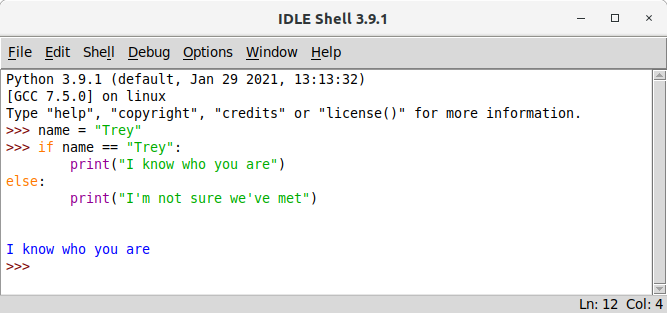 IDLE Shell 3.9.1
File Edit Shell Debug Options Window Help
Python 3.9.1 (default, Jan 29 2021, 13:13:32)
[GCC 7.5.0] on linux
Type "help", "copyright", "credits" or "license()" for more information.
>>> name = "Trey"
>>> if name == "Trey":
        print("I know who you are")
else:
        print("I'm not sure we've met")
I know who you are
>>>
Ln: 12 Col: 4